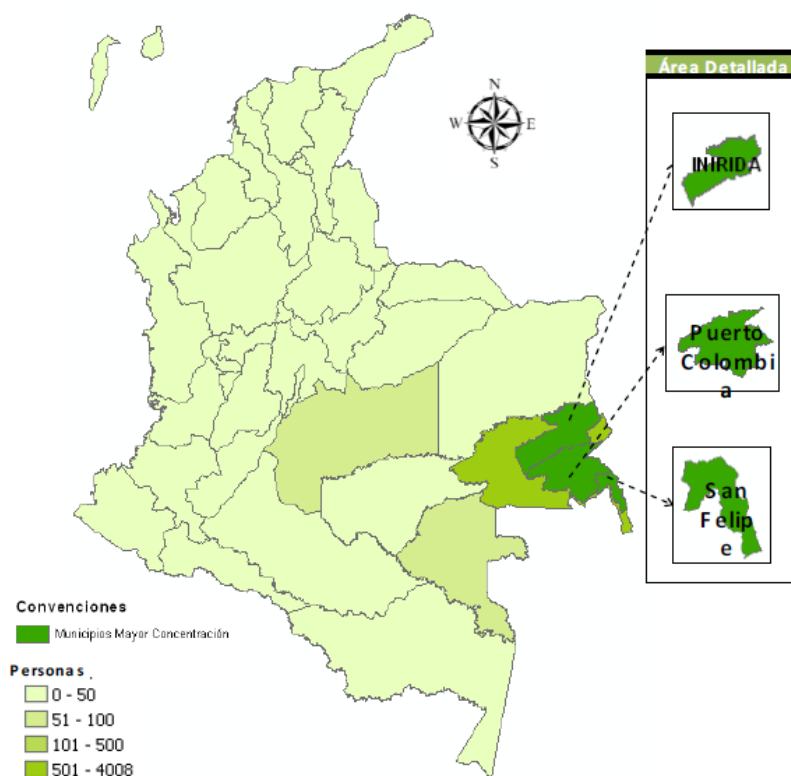 Área Detallada
N
W E
S
INIRIDA
Puerto
Colombi
a
San
Felip
e
Convenciones
Municipios Mayor Concentración
Personas .
0 - 50
51 - 100
101 - 500
501 - 4008